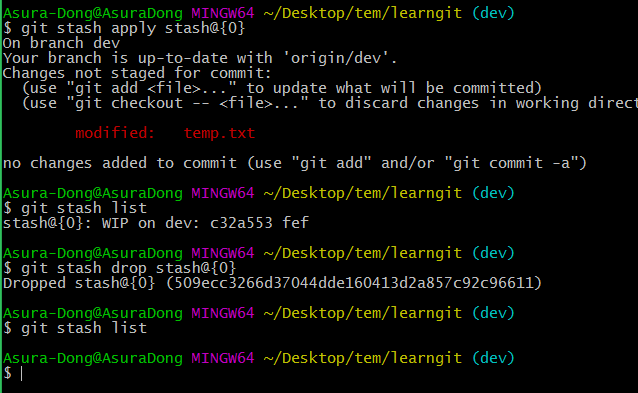 Asura-Dong@AsuraDong MINGW64 ~/Desktop/tem/learngit (dev)
$ git stash apply stash@{0}
On branch dev
Your branch is up-to-date with 'origin/dev'.
Changes not staged for commit:
  (use "git add <file>..." to update what will be committed)
  (use "git checkout -- <file>..." to discard changes in working direct

        modified:   temp.txt

no changes added to commit (use "git add" and/or "git commit -a")

Asura-Dong@AsuraDong MINGW64 ~/Desktop/tem/learngit (dev)
$ git stash list
stash@{0}: WIP on dev: c32a553 fef

Asura-Dong@AsuraDong MINGW64 ~/Desktop/tem/learngit (dev)
$ git stash drop stash@{0}
Dropped stash@{0} (509ecc3266d37044dde160413d2a857c92c96611)

Asura-Dong@AsuraDong MINGW64 ~/Desktop/tem/learngit (dev)
$ git stash list

Asura-Dong@AsuraDong MINGW64 ~/Desktop/tem/learngit (dev)
$